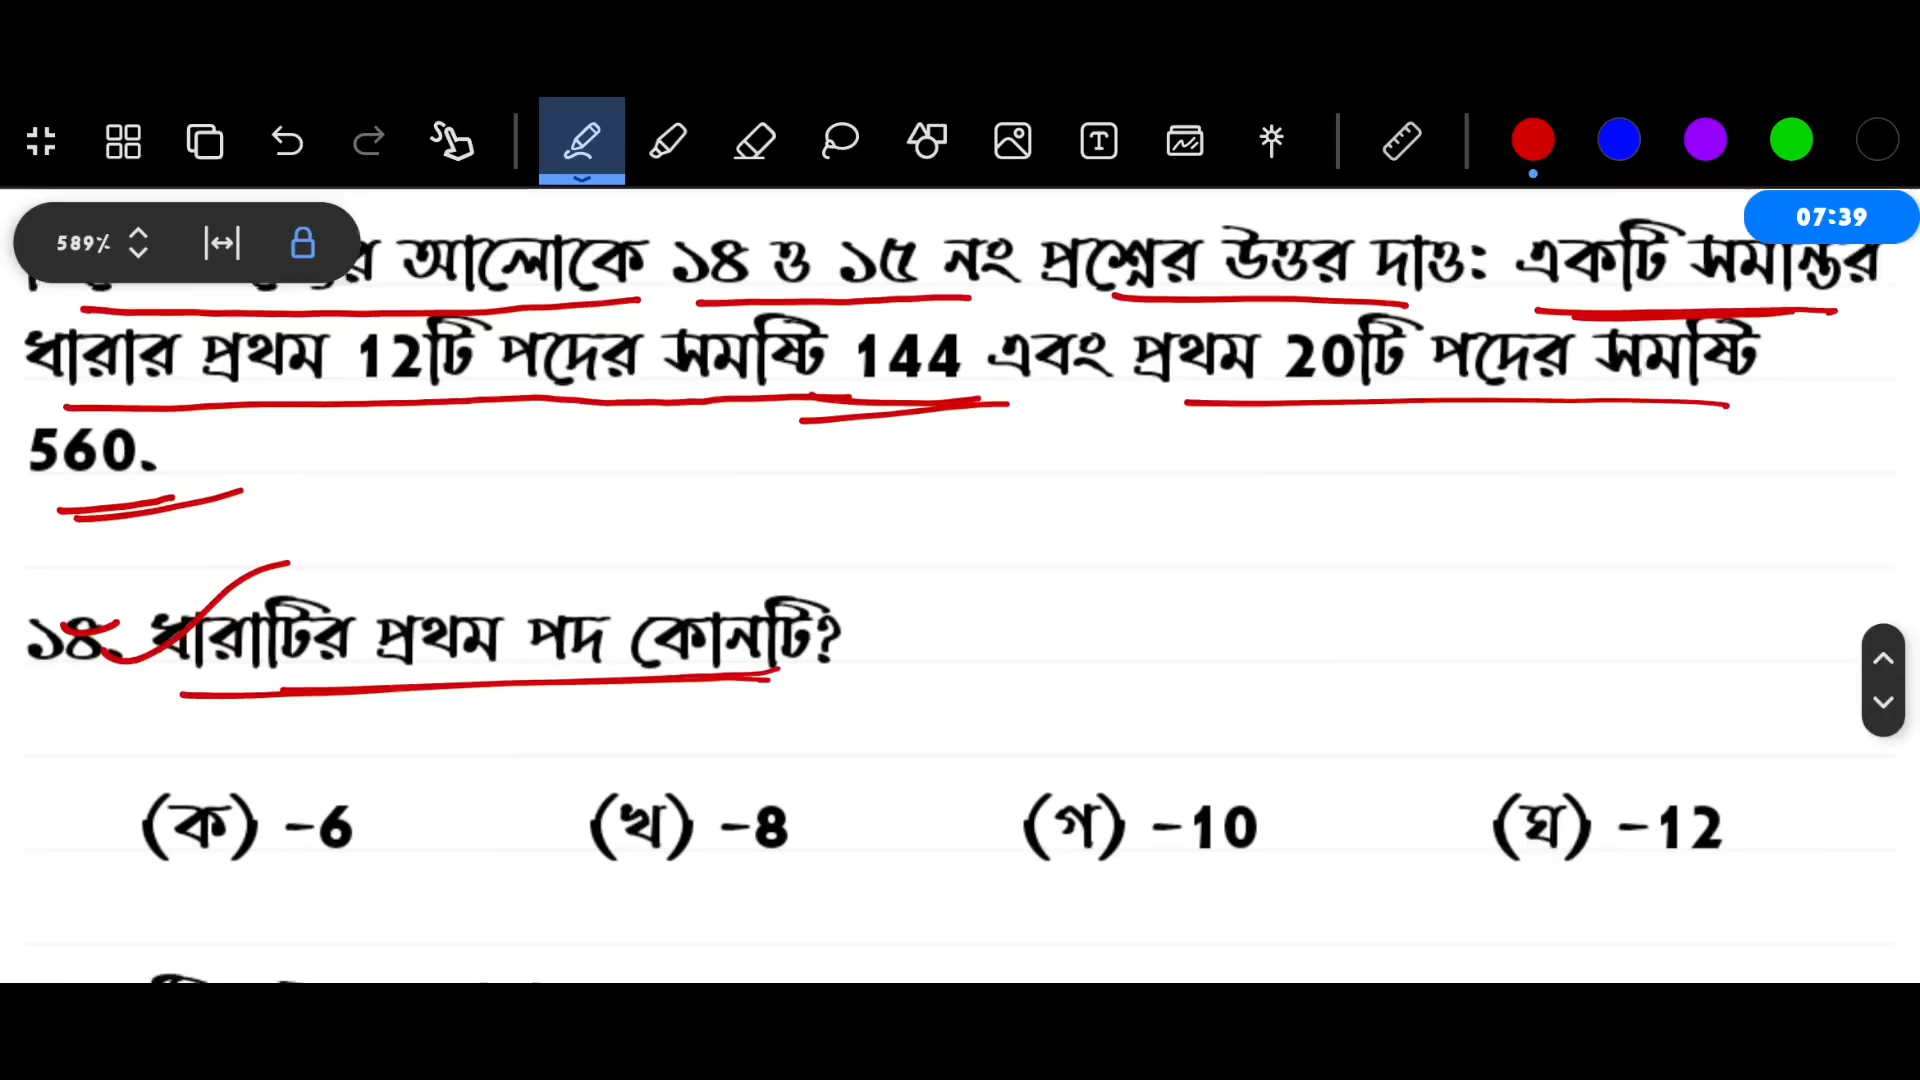 07:39
589%
আলোকে ১৪ ও ১৫ নং প্রশ্নের উত্তর দাও: একটি সমান্তর
ধারার প্রথম 12টি পদের সমষ্টি 144 এবং প্রথম 20টি পদের সমষ্টি
560.
১৪. ধারাটির প্রথম পদ কোনটি?
(ক) -6 (খ) -8 (গ) -10 (ঘ) -12